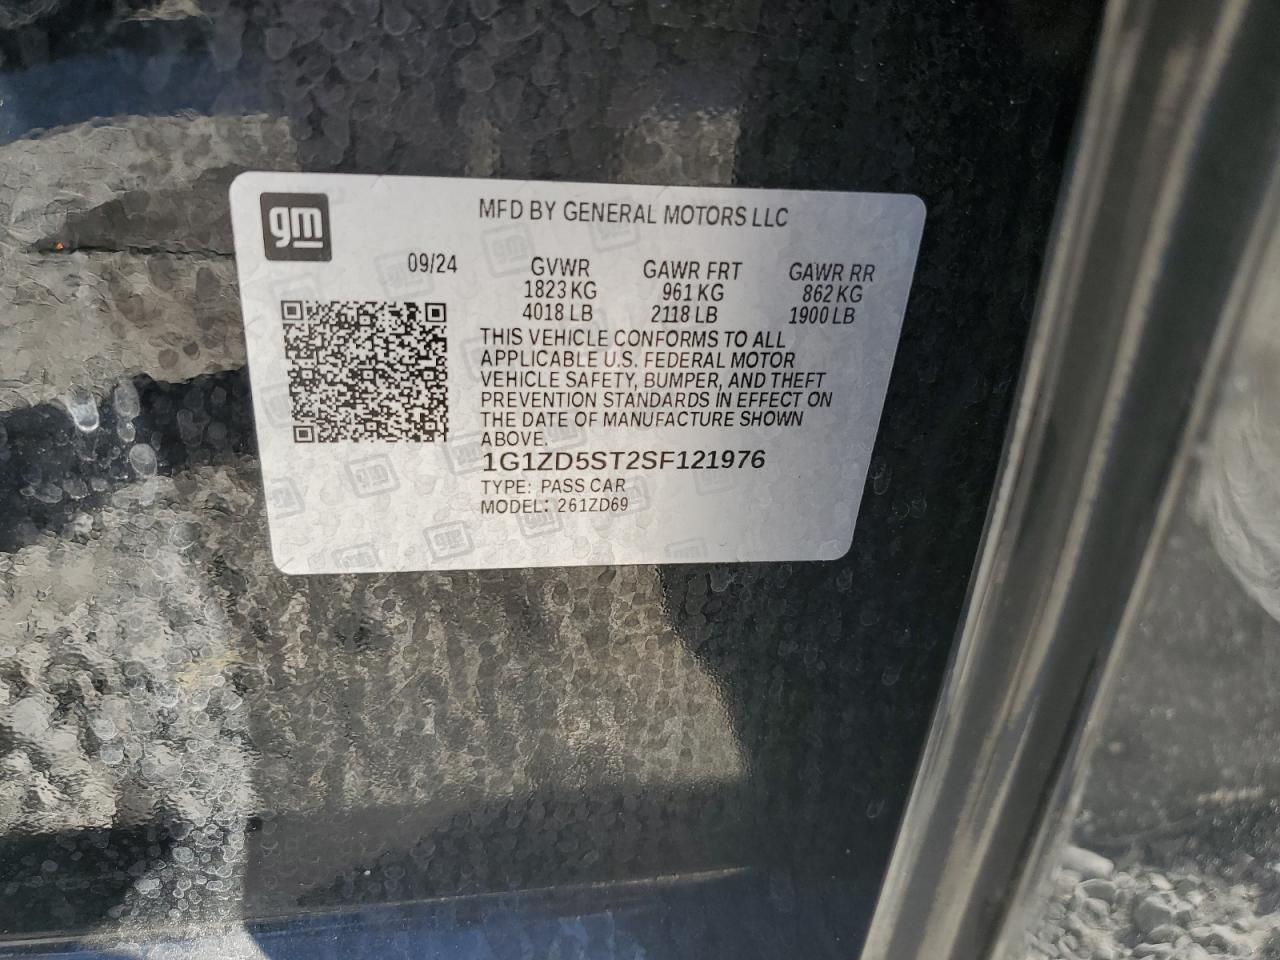 gm
MFD BY GENERAL MOTORS LLC
09/24 GVWR GAWR FRT GAWR RR
1823 KG 961 KG 862 KG
4018 LB 2118 LB 1900 LB
THIS VEHICLE CONFORMS TO ALL
APPLICABLE U.S. FEDERAL MOTOR
VEHICLE SAFETY, BUMPER, AND THEFT
PREVENTION STANDARDS IN EFFECT ON
THE DATE OF MANUFACTURE SHOWN
ABOVE.
1G1ZD5ST2SF121976
TYPE: PASS CAR
MODEL: 261ZD69